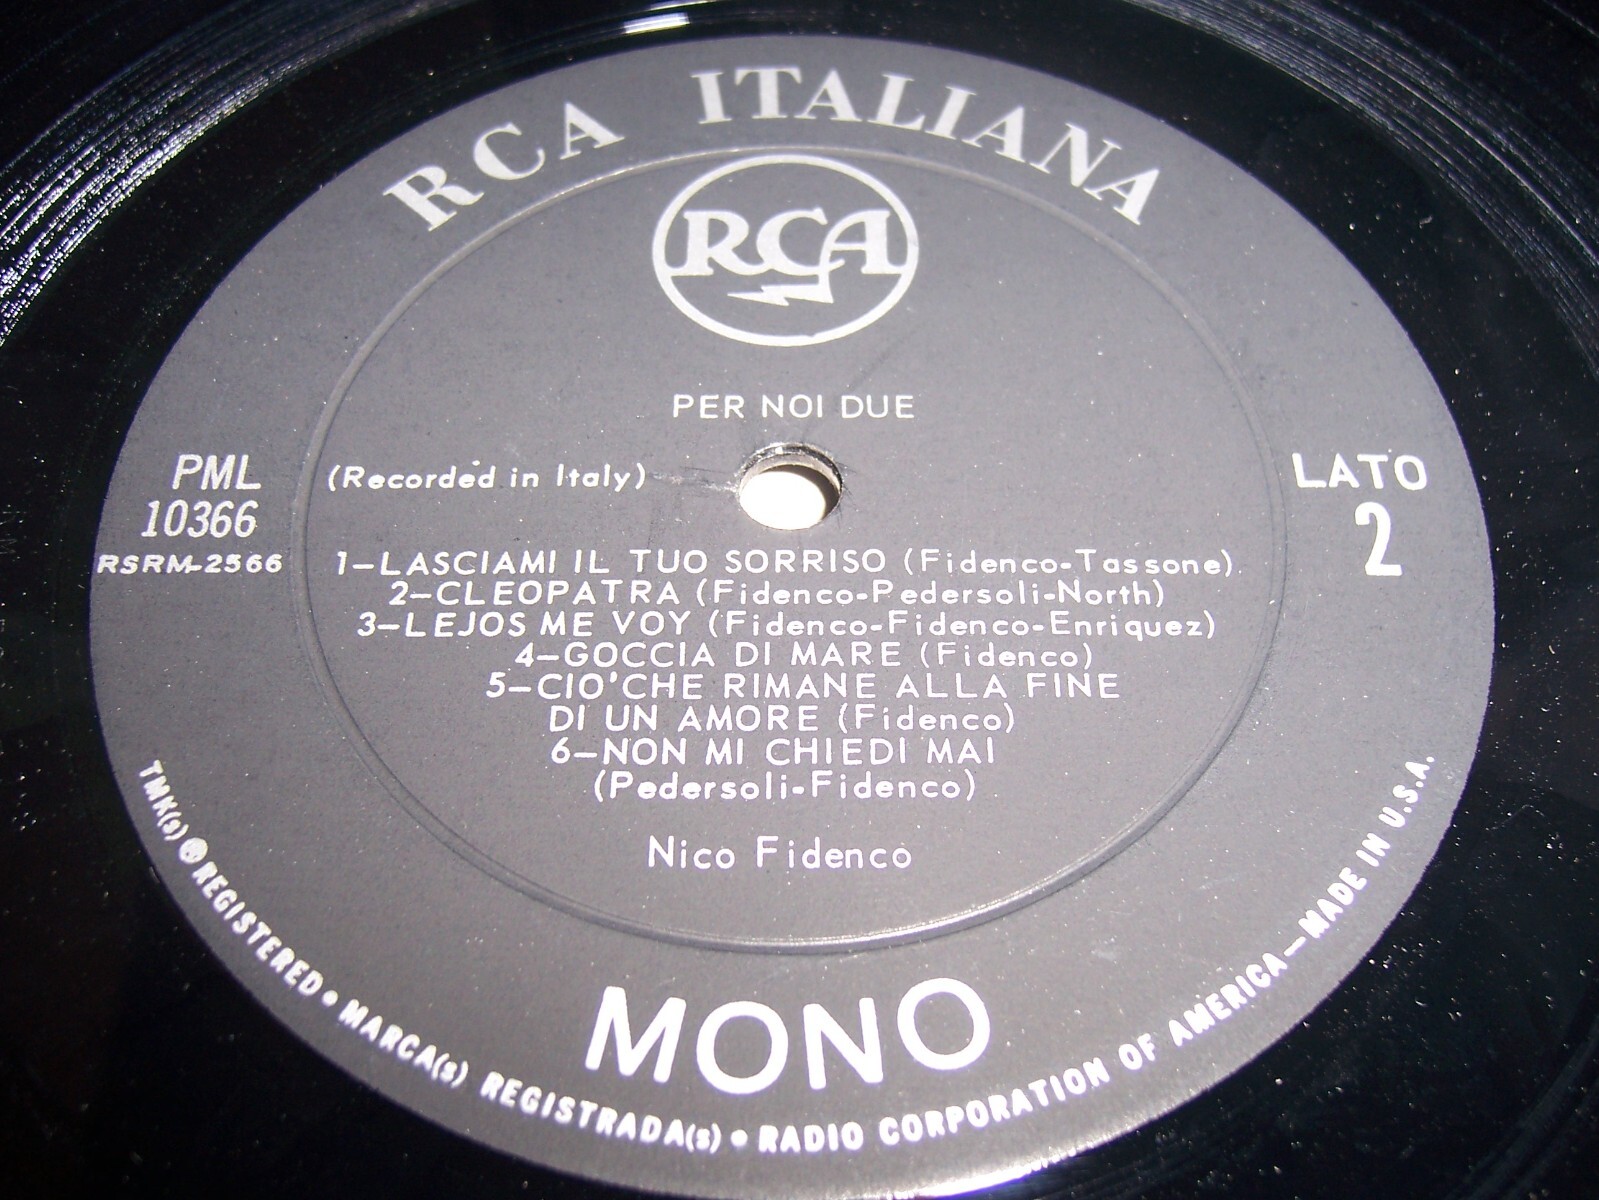 RCA ITALIANA
RCA
PER NOI DUE
PML
10366
RSRM-2566
(Recorded in Italy)
LATO
2
1-LASCIAMI IL TUO SORRISO (Fidenco-Tassone)
2-CLEOPATRA (Fidenco-Pedersoli-North)
3-LEJOS ME VOY (Fidenco-Fidenco-Enriquez)
4-GOCCIA DI MARE (Fidenco)
5-CIO'CHE RIMANE ALLA FINE
DI UN AMORE (Fidenco)
6-NON MI CHIEDI MAI
(Pedersoli-Fidenco)
Nico Fidenco
MONO
TMK(s) ® REGISTERED • MARCA(s) REGISTRADA(s) • RADIO CORPORATION OF AMERICA—MADE IN U.S.A.